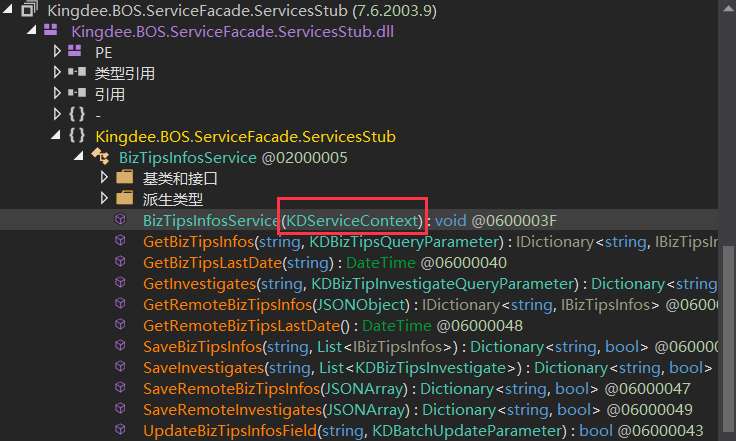 Kingdee.BOS.ServiceFacade.ServicesStub (7.6.2003.9)
Kingdee.BOS.ServiceFacade.ServicesStub.dll
PE
类型引用
引用
{ } -
{ } Kingdee.BOS.ServiceFacade.ServicesStub
BizTipsInfosService @02000005
基类和接口
派生类型
BizTipsInfosService(KDServiceContext) : void @0600003F
GetBizTipsInfos(string, KDBizTipsQueryParameter) : IDictionary<string, IBizTipsIn
GetBizTipsLastDate(string) : DateTime @06000040
GetInvestigates(string, KDBizTipInvestigateQueryParameter) : Dictionary<string,
GetRemoteBizTipsInfos(JSONObject) : IDictionary<string, IBizTipsInfos> @0600
GetRemoteBizTipsLastDate() : DateTime @06000048
SaveBizTipsInfos(string, List<IBizTipsInfos>) : Dictionary<string, bool> @060000
SaveInvestigates(string, List<KDBizTipsInvestigate>) : Dictionary<string, bool>
SaveRemoteBizTipsInfos(JSONArray) : Dictionary<string, bool> @06000047
SaveRemoteInvestigates(JSONArray) : Dictionary<string, bool> @06000049
UpdateBizTipsInfosField(string, KDBatchUpdateParameter) : bool @06000043